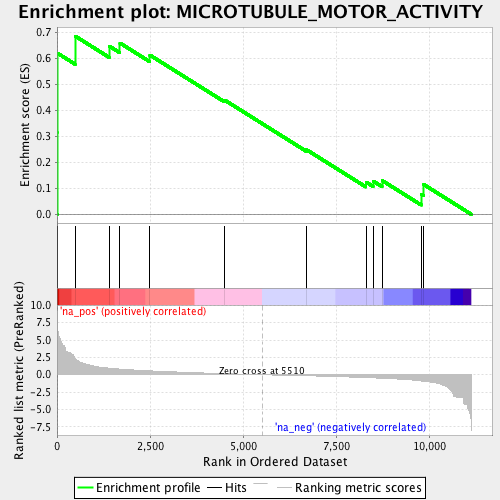 Enrichment plot: MICROTUBULE_MOTOR_ACTIVITY
Enrichment score (ES)
0.7
0.6
0.5
0.4
0.3
0.2
0.1
0.0
Ranked list metric (PreRanked)
10.0
7.5
5.0
2.5
0.0
-2.5
-5.0
-7.5
'na_pos' (positively correlated)
Zero cross at 5510
'na_neg' (negatively correlated)
0
2,500
5,000
7,500
10,000
Rank in Ordered Dataset
Enrichment profile
Hits
Ranking metric scores